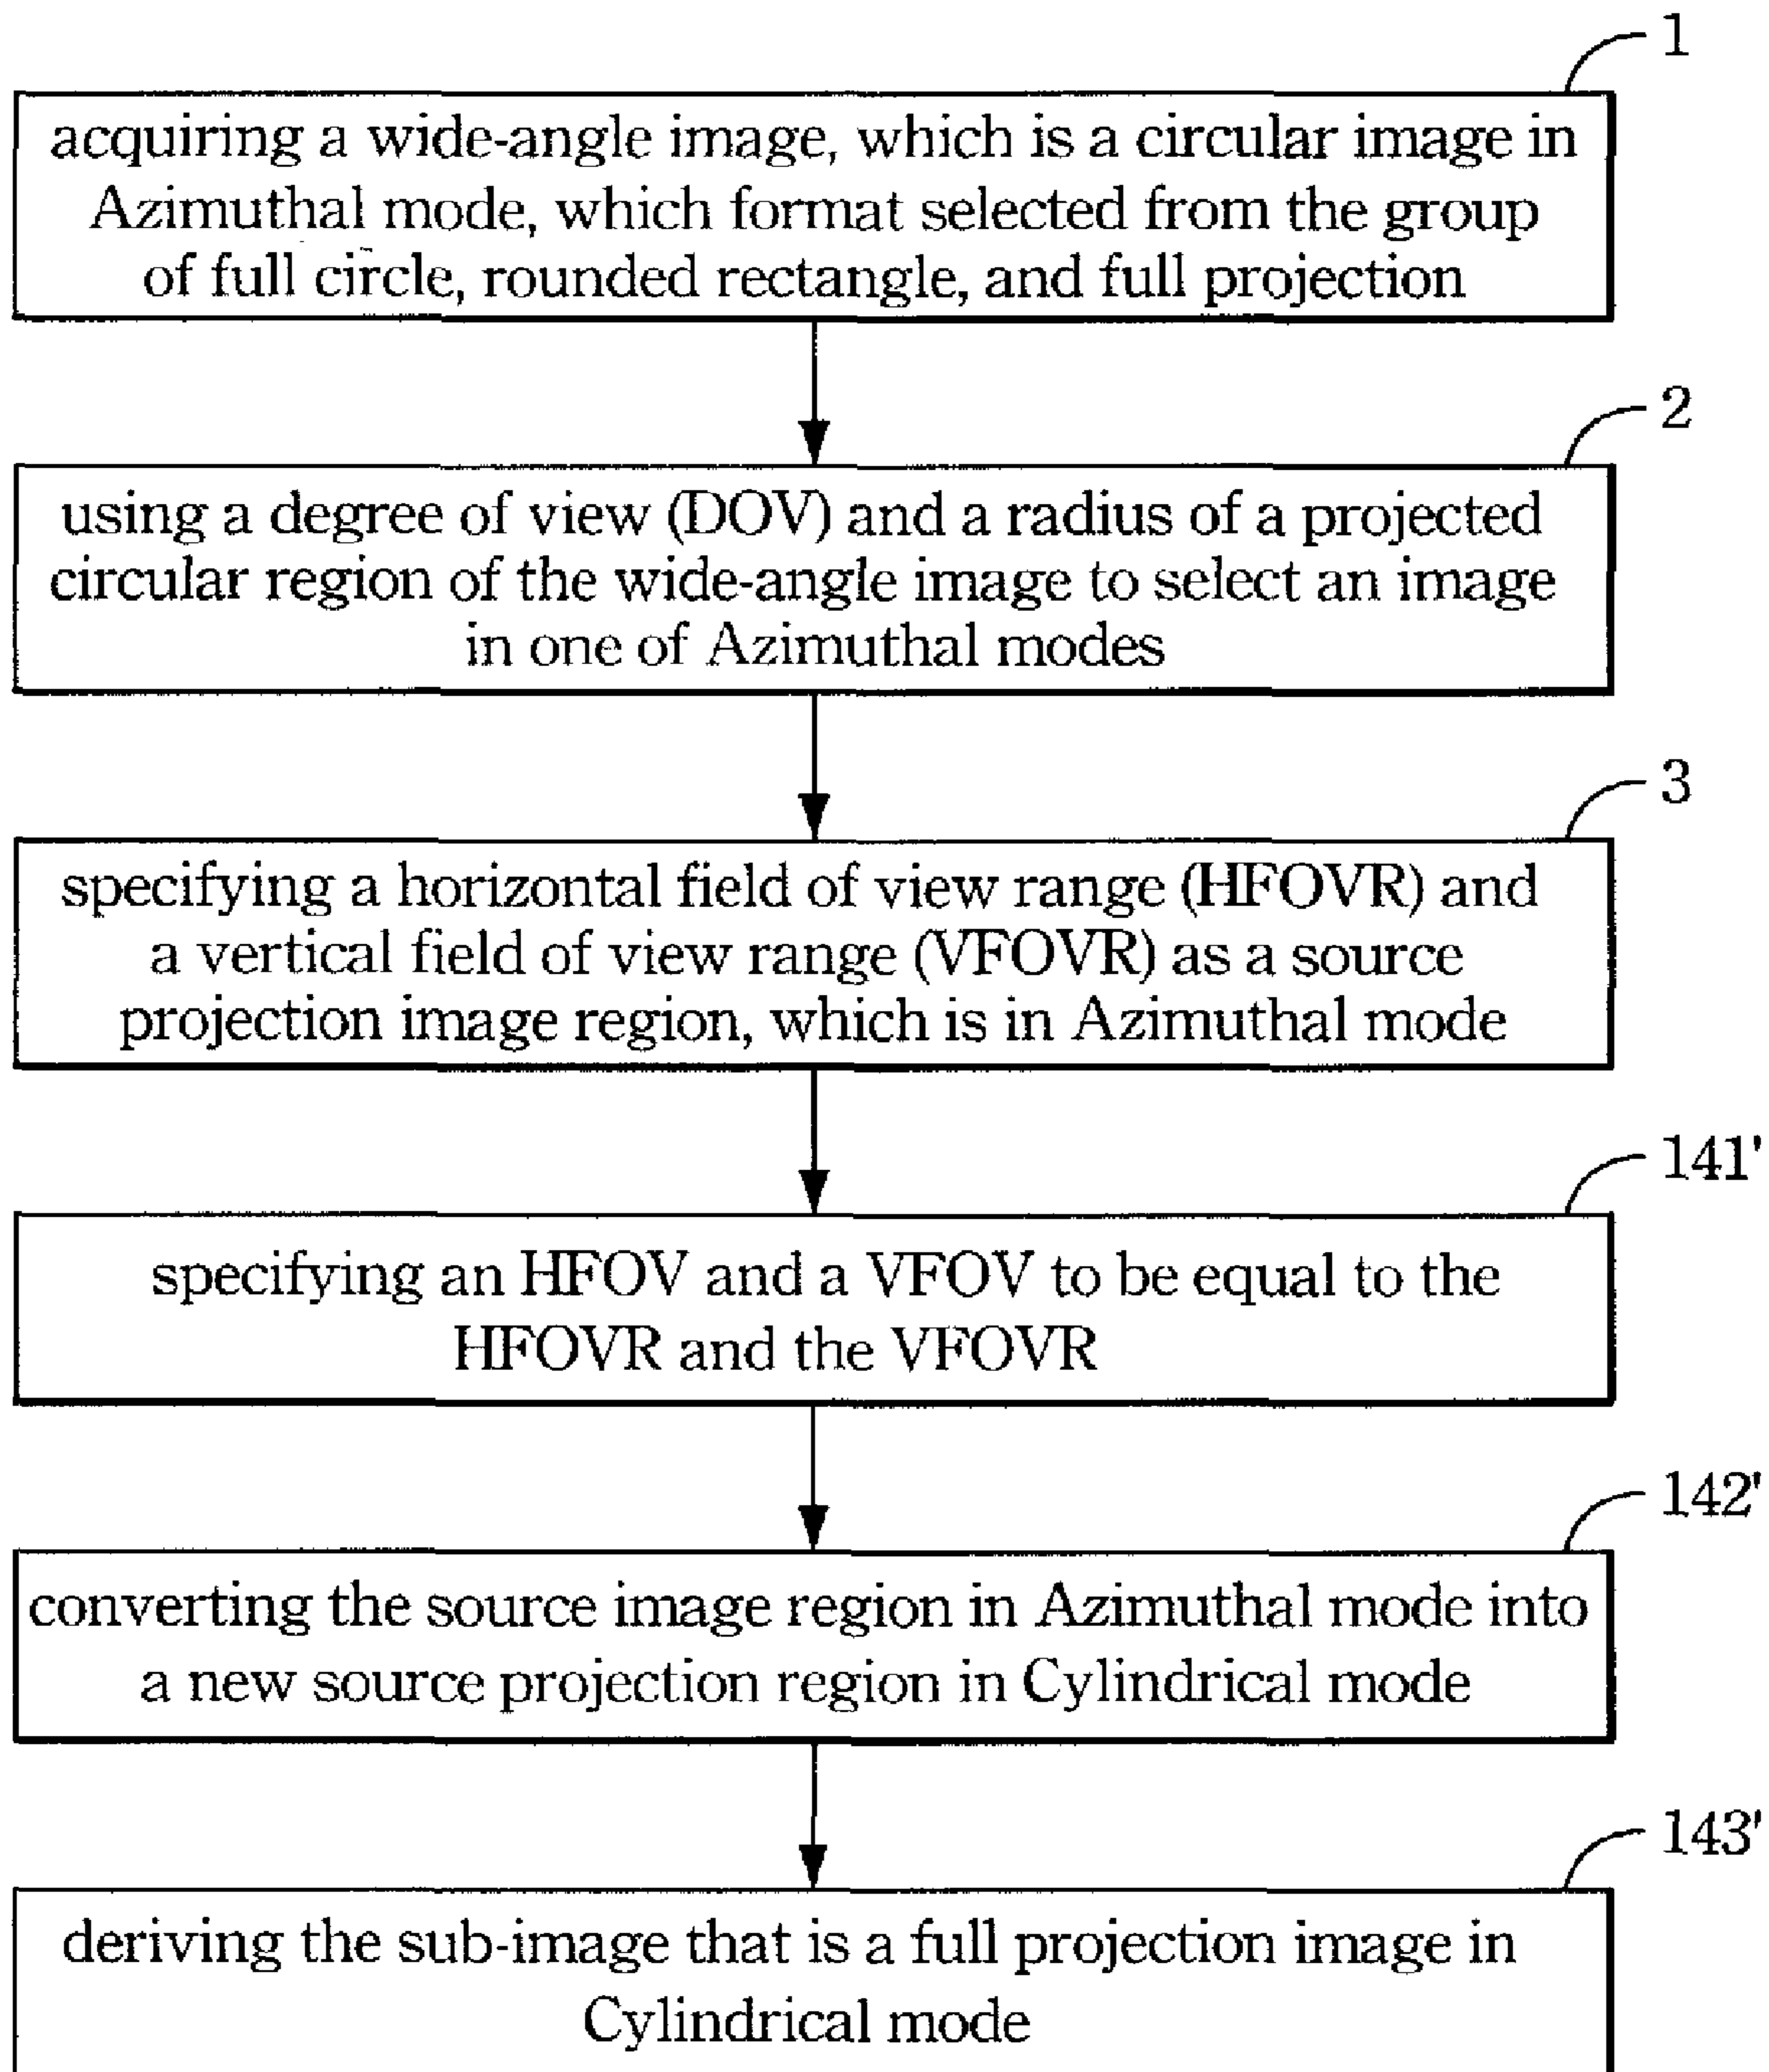 1
acquiring a wide-angle image, which is a circular image in
Azimuthal mode, which format selected from the group
of full circle, rounded rectangle, and full projection
2
using a degree of view (DOV) and a radius of a projected
circular region of the wide-angle image to select an image
in one of Azimuthal modes
3
specifying a horizontal field of view range (HFOVR) and
a vertical field of view range (VFOVR) as a source
projection image region, which is in Azimuthal mode
141'
specifying an HFOV and a VFOV to be equal to the
HFOVR and the VFOVR
142'
converting the source image region in Azimuthal mode into
a new source projection region in Cylindrical mode
143'
deriving the sub-image that is a full projection image in
Cylindrical mode